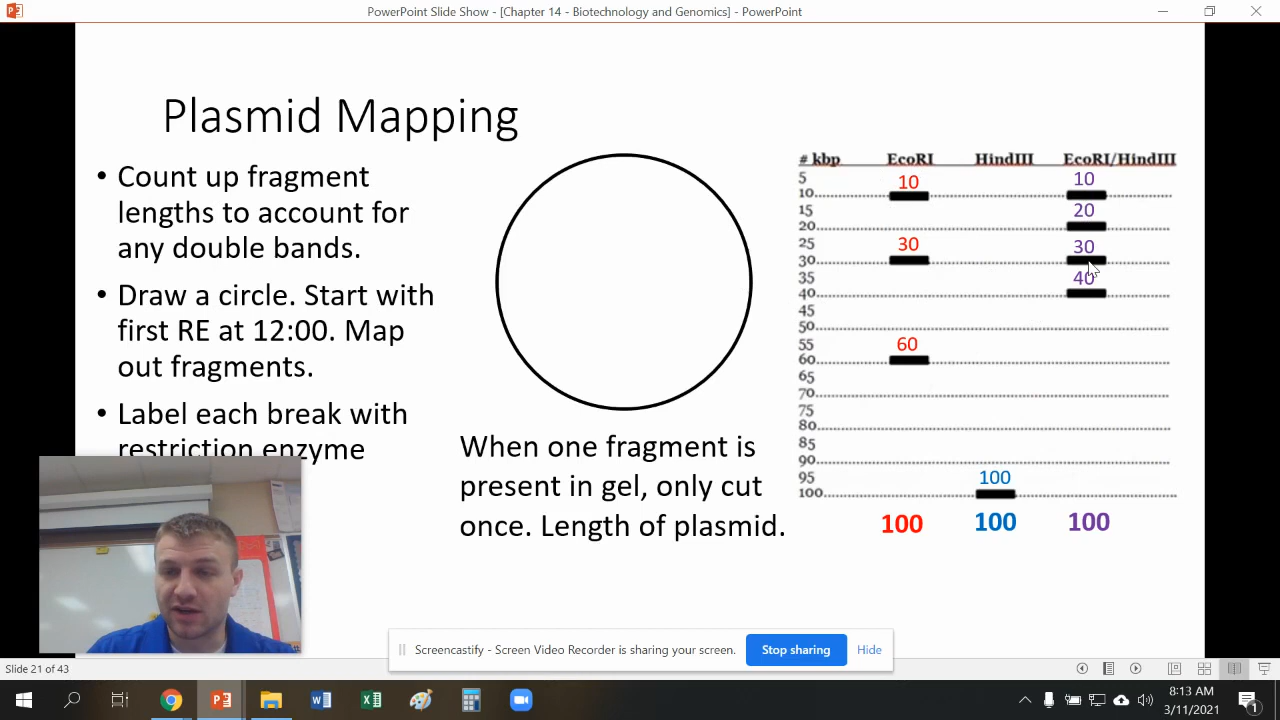 PowerPoint Slide Show - [Chapter 14 - Biotechnology and Genomics] - PowerPoint
Plasmid Mapping
• Count up fragment
lengths to account for
any double bands.
• Draw a circle. Start with
first RE at 12:00. Map
out fragments.
• Label each break with
restriction enzyme
When one fragment is
present in gel, only cut
once. Length of plasmid.
# kbp EcoRI HindIII EcoRI/HindIII
5 10 10
10
15 20
20
25 30 30
30
35 40
40
45
50
55 60
60
65
70
75
80
85
90
95 100
100
100 100 100
Screencastify - Screen Video Recorder is sharing your screen. Stop sharing Hide
Slide 21 of 43
8:13 AM
3/11/2021
1